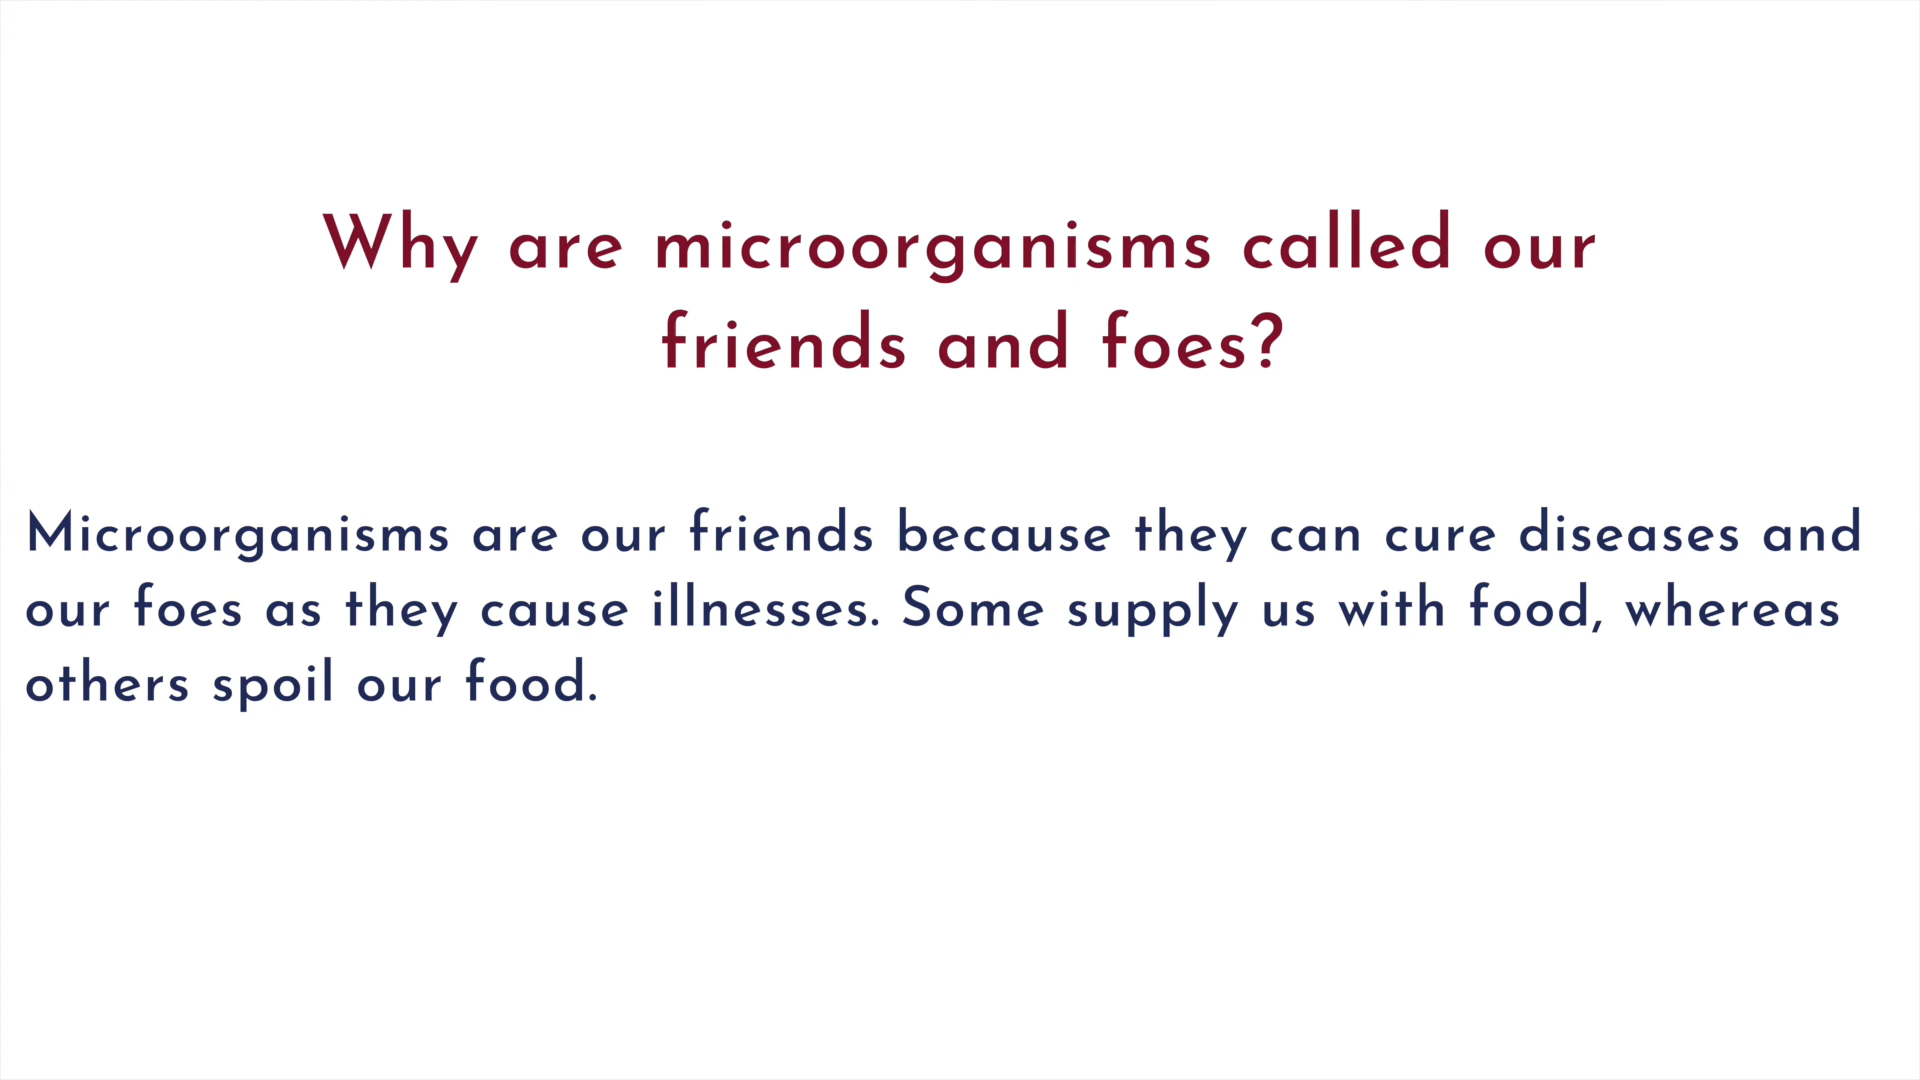 Why are microorganisms called our
friends and foes?
Microorganisms are our friends because they can cure diseases and
our foes as they cause illnesses. Some supply us with food, whereas
others spoil our food.